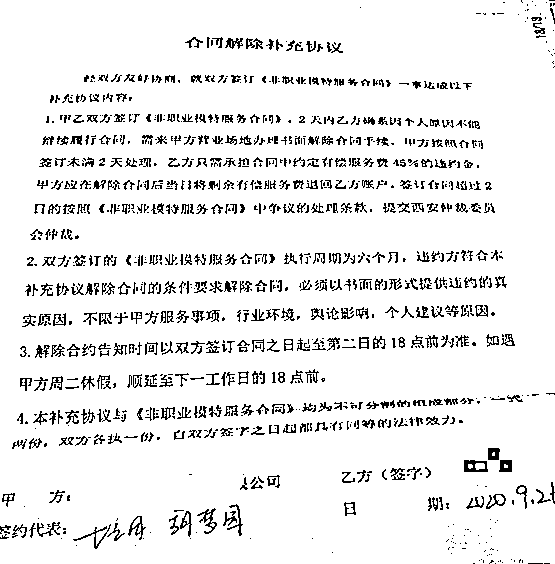 合同解除补充协议
经双方友好协商，就双方签订《非职业模特服务合同》一事达成以下
补充协议内容：
1. 甲乙双方签订《非职业模特服务合同》，2 天内乙方确系因个人原因不能
继续履行合同，需来甲方营业场地办理书面解除合同手续，甲方按照合同
签订未满 2 天处理，乙方只需承担合同中约定有偿服务费 45%的违约金，
甲方应在解除合同后当日将剩余有偿服务费退回乙方账户。签订合同超过 2
日的按照《非职业模特服务合同》中争议的处理条款，提交西安仲裁委员
会仲裁。
2. 双方签订的《非职业模特服务合同》执行周期为六个月，违约方符合本
补充协议解除合同的条件要求解除合同，必须以书面的形式提供违约的真
实原因，不限于甲方服务事项，行业环境，舆论影响，个人建议等原因。
3. 解除合约告知时间以双方签订合同之日起至第二日的 18 点前为准。如遇
甲方周二休假，顺延至下一工作日的 18 点前。
4. 本补充协议与《非职业模特服务合同》均为不可分割的组成部分，一式
两份，双方各执一份，自双方签字之日起都具有同等的法律效力。
公司 乙方（签字）
甲 方：
日 期：2020.9.21
签约代表：